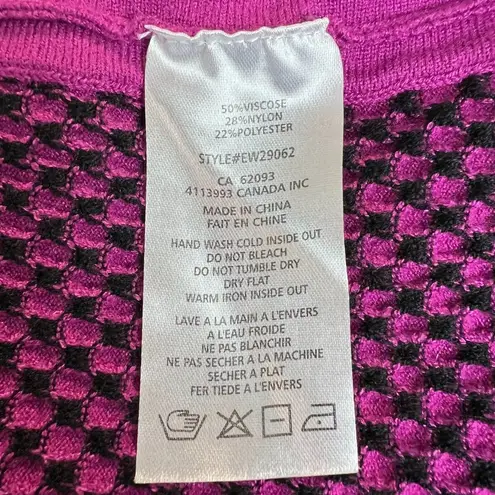 50%VISCOSE
28%NYLON
22%POLYESTER
STYLE#EW29062
CA 62093
4113993 CANADA INC
MADE IN CHINA
FAIT EN CHINE
HAND WASH COLD INSIDE OUT
DO NOT BLEACH
DO NOT TUMBLE DRY
DRY FLAT
WARM IRON INSIDE OUT
LAVE A LA MAIN A L'ENVERS
A L'EAU FROIDE
NE PAS BLANCHIR
NE PAS SECHER A LA MACHINE
SECHER A PLAT
FER TIEDE A L'ENVERS